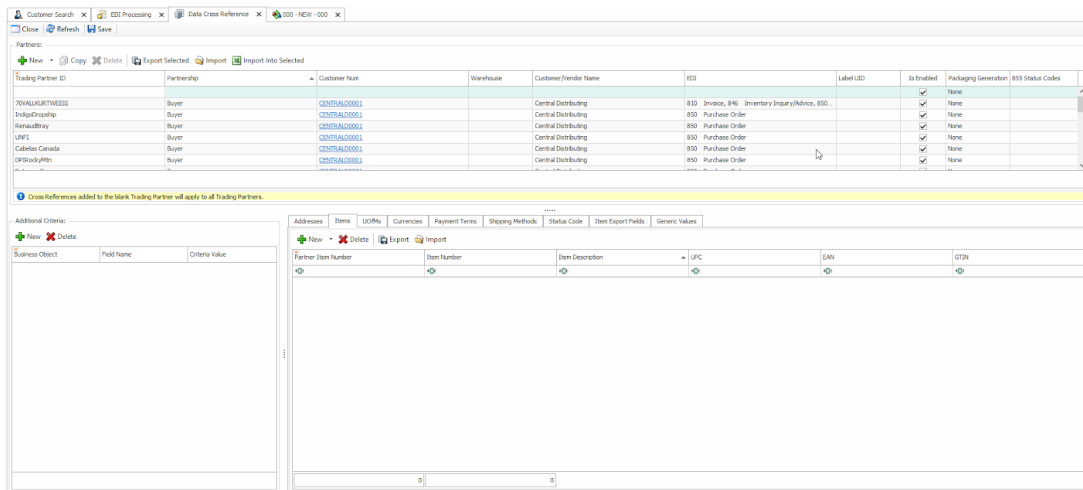 Customer Search x EDI Processing x Data Cross Reference x 000 - NEW - 000 x
Close Refresh Save
Partners:
New Copy Delete Export Selected Import Import Into Selected
Trading Partner ID Partnership Customer Num Warehouse Customer/Vendor Name EDI Label UID Is Enabled Packaging Generation 855 Status Codes
None
70VALLKURTWEISS Buyer CENTRALD0001 Central Distributing 810 Invoice, 846 Inventory Inquiry/Advice, 850... None
IndigoDropship Buyer CENTRALD0001 Central Distributing 850 Purchase Order None
RenaudBray Buyer CENTRALD0001 Central Distributing 850 Purchase Order None
UNFI Buyer CENTRALD0001 Central Distributing 850 Purchase Order None
Cabelas Canada Buyer CENTRALD0001 Central Distributing 850 Purchase Order None
DPIRockyMtn Buyer CENTRALD0001 Central Distributing 850 Purchase Order None
Cross References added to the blank Trading Partner will apply to all Trading Partners.
Additional Criteria:
New Delete
Business Object Field Name Criteria Value
Addresses Items UOfMs Currencies Payment Terms Shipping Methods Status Code Item Export Fields Generic Values
New Delete Export Import
Partner Item Number Item Number Item Description UPC EAN GTIN
0 0